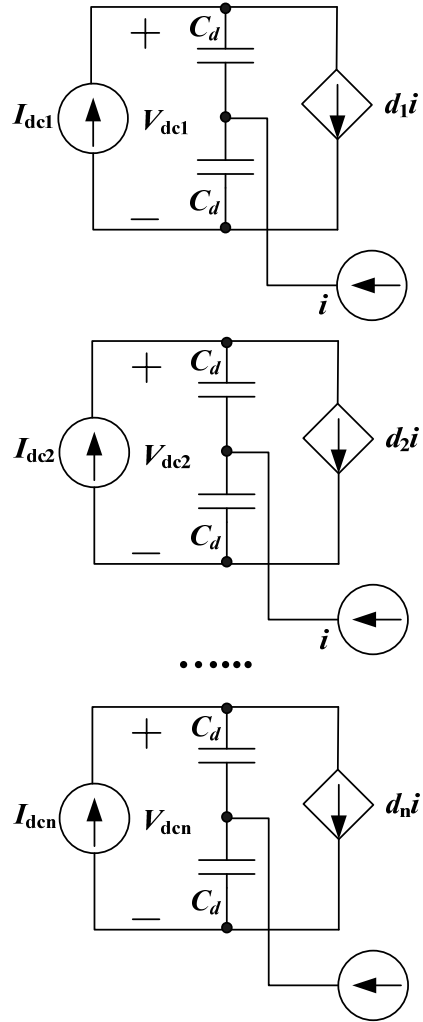 + C_d
I_dc1 V_dc1 d_1i
− C_d
i
+ C_d
I_dc2 V_dc2 d_2i
− C_d
i
••••••
+ C_d
I_dcn V_dcn d_ni
− C_d